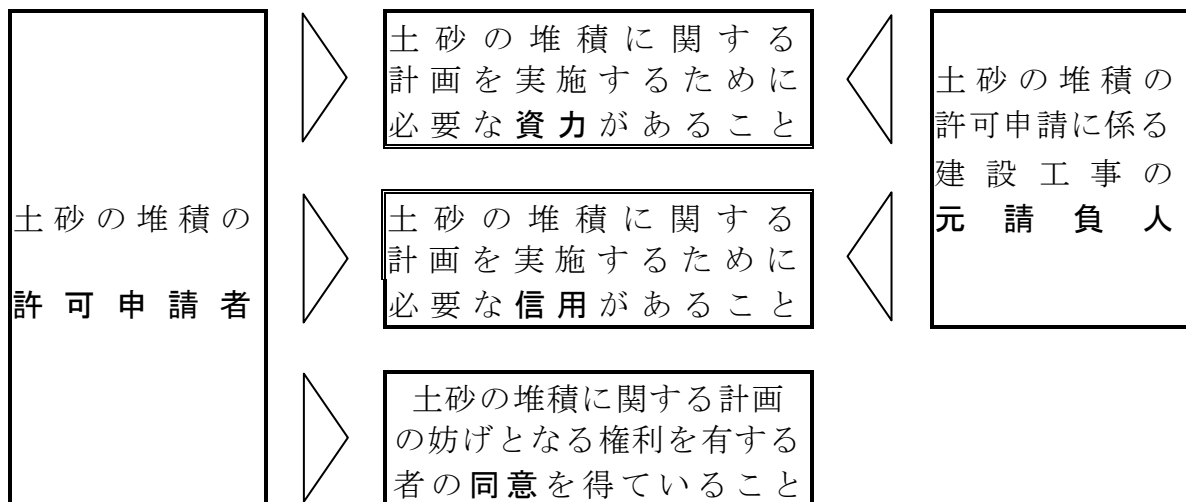 土砂の堆積の
許可申請者
土砂の堆積に関する
計画を実施するために
必要な資力があること
土砂の堆積に関する
計画を実施するために
必要な信用があること
土砂の堆積に関する計画
の妨げとなる権利を有する
者の同意を得ていること
土砂の堆積の
許可申請に係る
建設工事の
元請負人